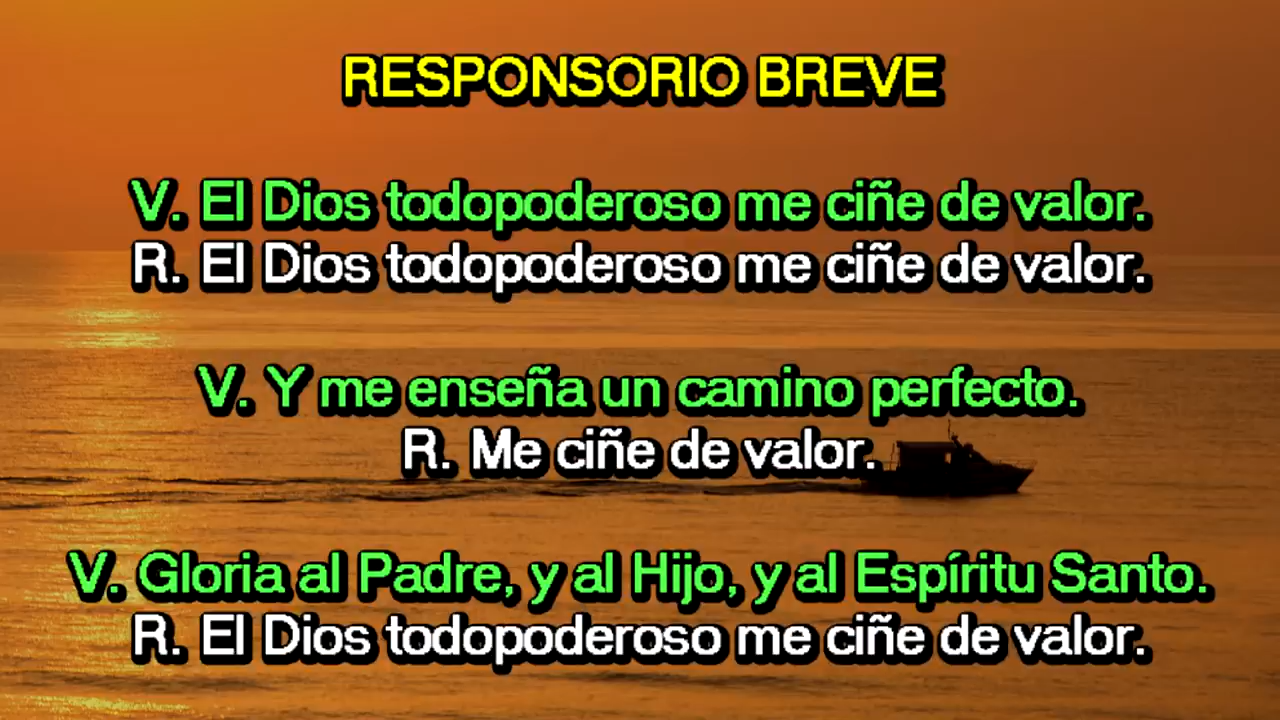 RESPONSORIO BREVE
V. El Dios todopoderoso me ciñe de valor.
R. El Dios todopoderoso me ciñe de valor.
V. Y me enseña un camino perfecto.
R. Me ciñe de valor.
V. Gloria al Padre, y al Hijo, y al Espíritu Santo.
R. El Dios todopoderoso me ciñe de valor.